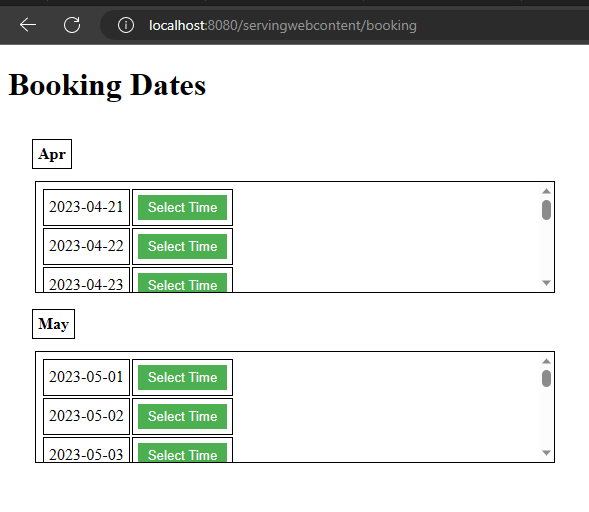 localhost:8080/servingwebcontent/booking
Booking Dates
Apr
2023-04-21 Select Time
2023-04-22 Select Time
2023-04-23 Select Time
May
2023-05-01 Select Time
2023-05-02 Select Time
2023-05-03 Select Time